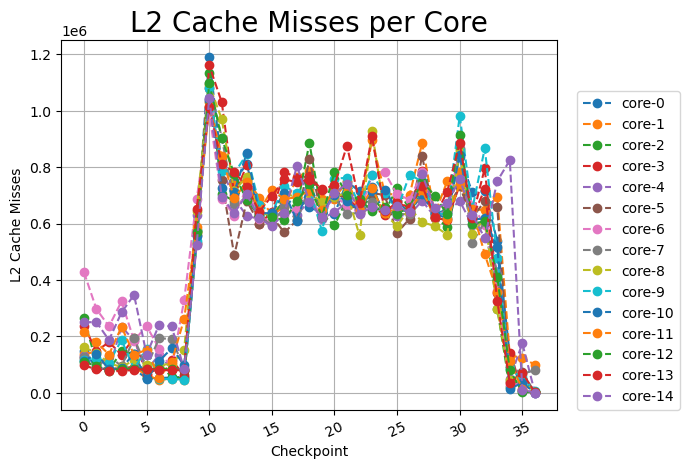 L2 Cache Misses per Core
1e6
1.2
1.0
0.8
0.6
0.4
0.2
0.0
L2 Cache Misses
0
5
10
15
20
25
30
35
Checkpoint
core-0
core-1
core-2
core-3
core-4
core-5
core-6
core-7
core-8
core-9
core-10
core-11
core-12
core-13
core-14